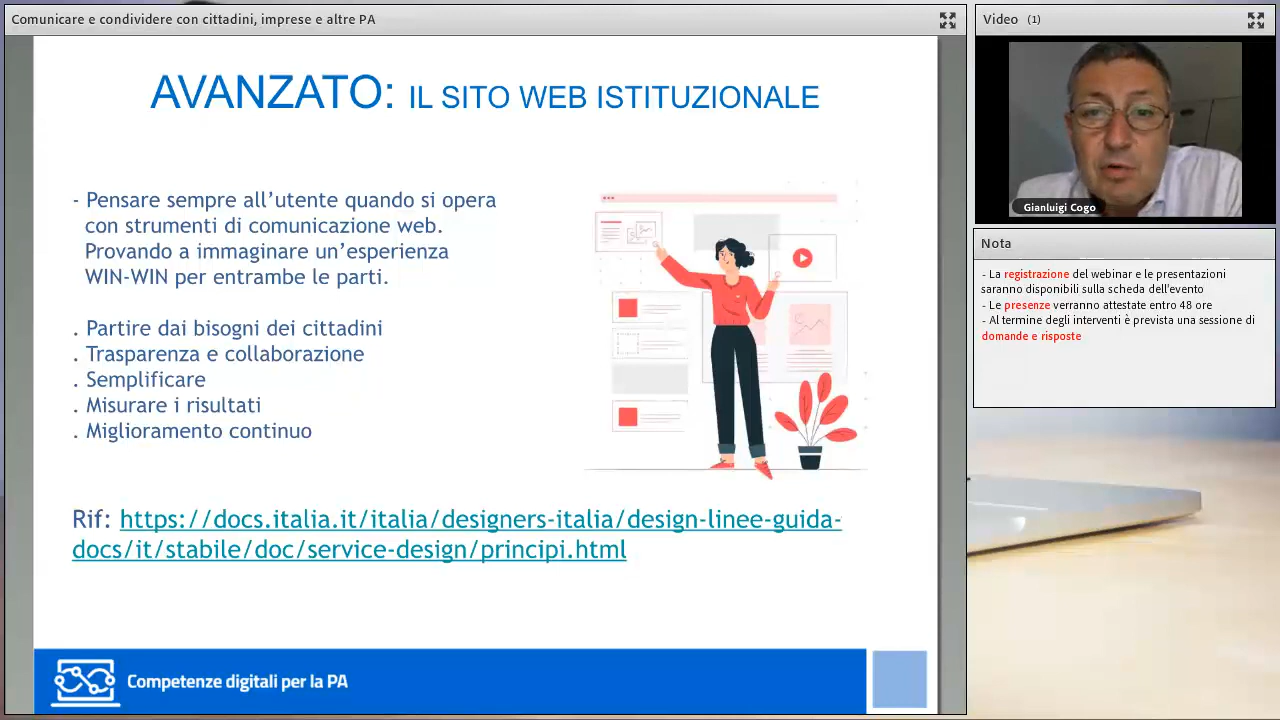 Comunicare e condividere con cittadini, imprese e altre PA
AVANZATO: IL SITO WEB ISTITUZIONALE
- Pensare sempre all’utente quando si opera
con strumenti di comunicazione web.
Provando a immaginare un’esperienza
WIN-WIN per entrambe le parti.
. Partire dai bisogni dei cittadini
. Trasparenza e collaborazione
. Semplificare
. Misurare i risultati
. Miglioramento continuo
Rif: https://docs.italia.it/italia/designers-italia/design-linee-guida-
docs/it/stabile/doc/service-design/principi.html
Competenze digitali per la PA
Video (1)
Gianluigi Cogo
Nota
- La registrazione del webinar e le presentazioni
saranno disponibili sulla scheda dell'evento
- Le presenze verranno attestate entro 48 ore
- Al termine degli interventi è prevista una sessione di
domande e risposte